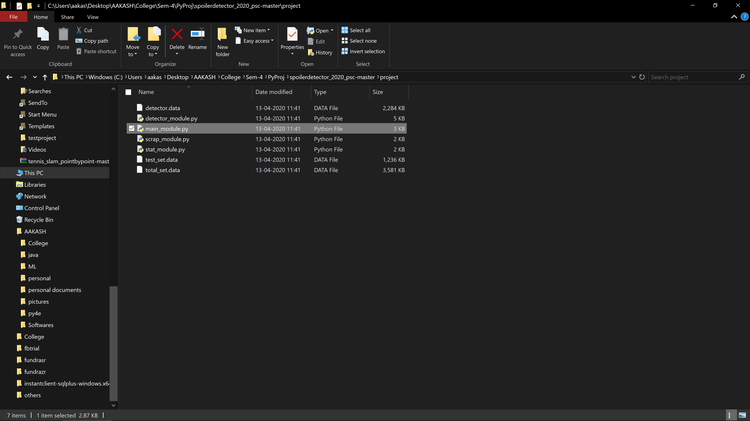 C:\Users\aakas\Desktop\AAKASH\College\Sem-4\PyProj\spoilerdetector_2020_psc-master\project
File Home Share View
Pin to Quick access
Copy
Paste
Cut
Copy path
Paste shortcut
Move to
Copy to
Delete
Rename
New folder
New item
Easy access
Properties
Open
Edit
History
Select all
Select none
Invert selection
Clipboard Organize New Open Select
This PC > Windows (C:) > Users > aakas > Desktop > AAKASH > College > Sem-4 > PyProj > spoilerdetector_2020_psc-master > project
Search project
Name Date modified Type Size
detector.data 13-04-2020 11:41 DATA File 2,284 KB
detector_module.py 13-04-2020 11:41 Python File 5 KB
main_module.py 13-04-2020 11:41 Python File 3 KB
scrap_module.py 13-04-2020 11:41 Python File 2 KB
stat_module.py 13-04-2020 11:41 Python File 2 KB
test_set.data 13-04-2020 11:41 DATA File 1,236 KB
total_set.data 13-04-2020 11:41 DATA File 3,581 KB
Searches
SendTo
Start Menu
Templates
testproject
Videos
tennis_slam_pointbypoint-mast
This PC
Libraries
Network
Control Panel
Recycle Bin
AAKASH
College
java
ML
personal
personal documents
pictures
py4e
Softwares
College
fbtrial
fundrasr
fundrazr
instantclient-sqlplus-windows.x6
others
7 items 1 item selected 2.87 KB